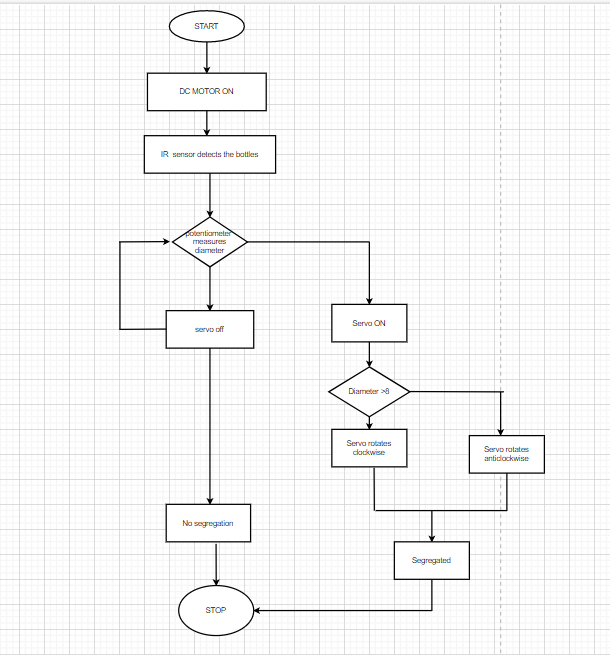 START
DC MOTOR ON
IR sensor detects the bottles
potentiometer
measures
diameter
servo off
Servo ON
Diameter >8
Servo rotates
clockwise
Servo rotates
anticlockwise
No segregation
Segregated
STOP